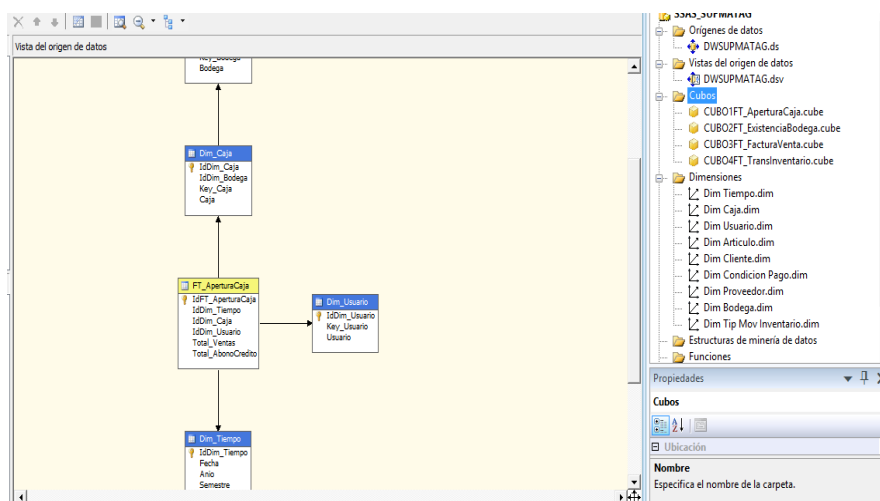 Vista del origen de datos
Key_Bodega
Bodega
Dim_Caja
IdDim_Caja
IdDim_Bodega
Key_Caja
Caja
FT_AperturaCaja
IdFT_AperturaCaja
IdDim_Tiempo
IdDim_Caja
IdDim_Usuario
Total_Ventas
Total_AbonoCredito
Dim_Usuario
IdDim_Usuario
Key_Usuario
Usuario
Dim_Tiempo
IdDim_Tiempo
Fecha
Anio
Semestre
SSAS_SUPMATAG
Orígenes de datos
DWSUPMATAG.ds
Vistas del origen de datos
DWSUPMATAG.dsv
Cubos
CUBO1FT_AperturaCaja.cube
CUBO2FT_ExistenciaBodega.cube
CUBO3FT_FacturaVenta.cube
CUBO4FT_TransInventario.cube
Dimensiones
Dim Tiempo.dim
Dim Caja.dim
Dim Usuario.dim
Dim Articulo.dim
Dim Cliente.dim
Dim Condicion Pago.dim
Dim Proveedor.dim
Dim Bodega.dim
Dim Tip Mov Inventario.dim
Estructuras de minería de datos
Funciones
Propiedades
Cubos
Ubicación
Nombre
Especifica el nombre de la carpeta.